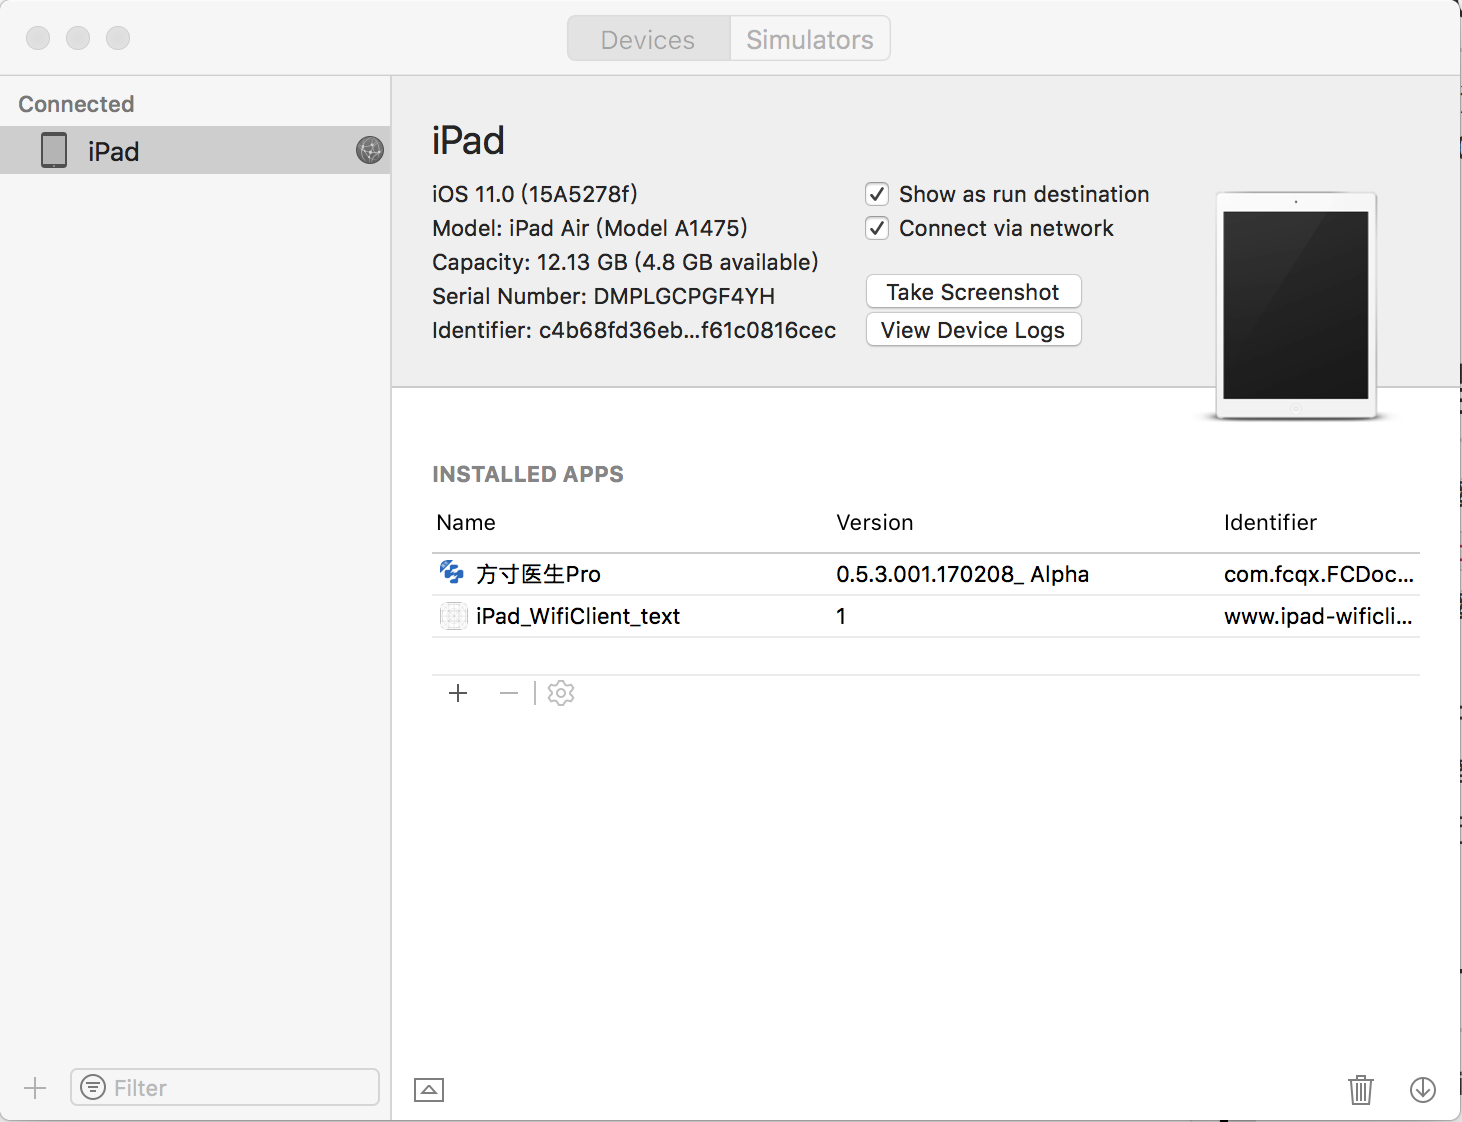 Devices
Simulators
Connected
iPad
iPad
iOS 11.0 (15A5278f)
Model: iPad Air (Model A1475)
Capacity: 12.13 GB (4.8 GB available)
Serial Number: DMPLGCPGF4YH
Identifier: c4b68fd36eb...f61c0816cec
Show as run destination
Connect via network
Take Screenshot
View Device Logs
INSTALLED APPS
Name Version Identifier
方寸医生Pro 0.5.3.001.170208_ Alpha com.fcqx.FCDoc...
iPad_WifiClient_text 1 www.ipad-wificli...
Filter